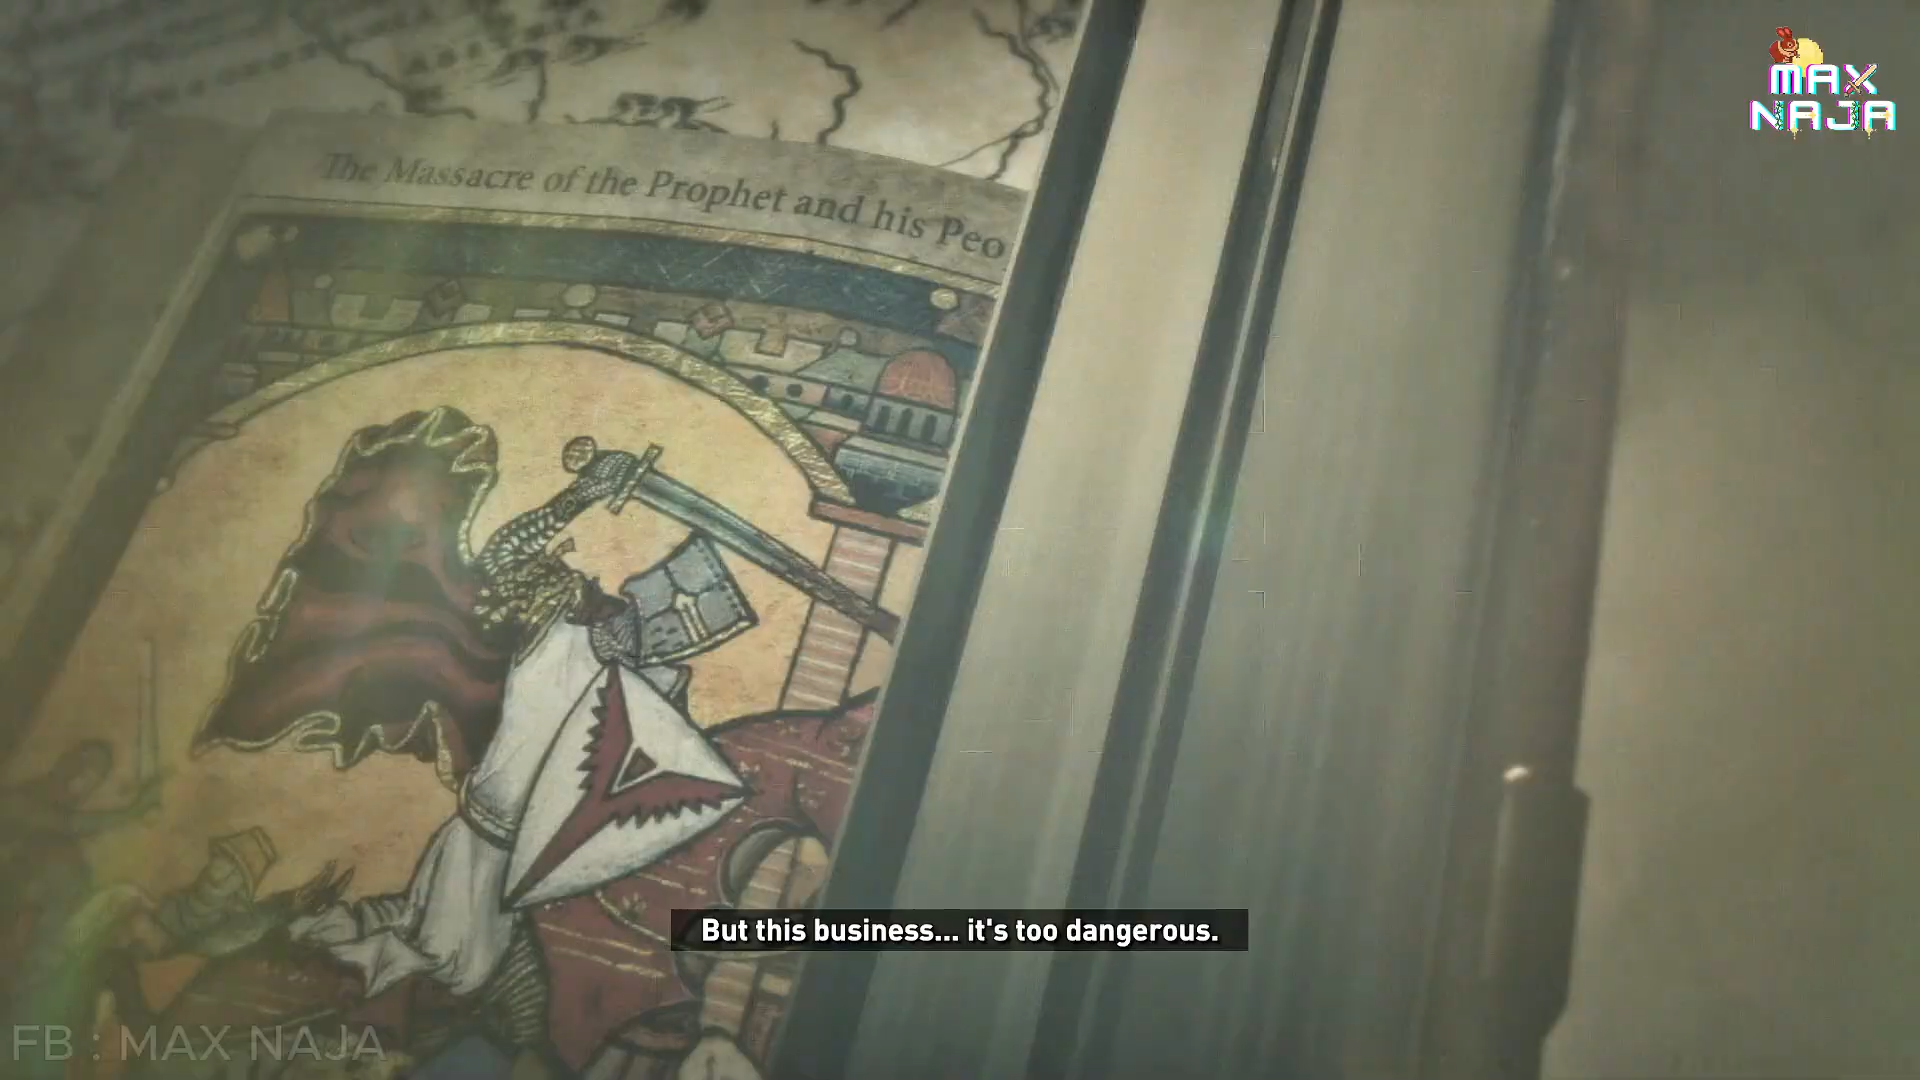 MAX
NAJA
The Massacre of the Prophet and his Peo
But this business... it's too dangerous.
FB : MAX NAJA